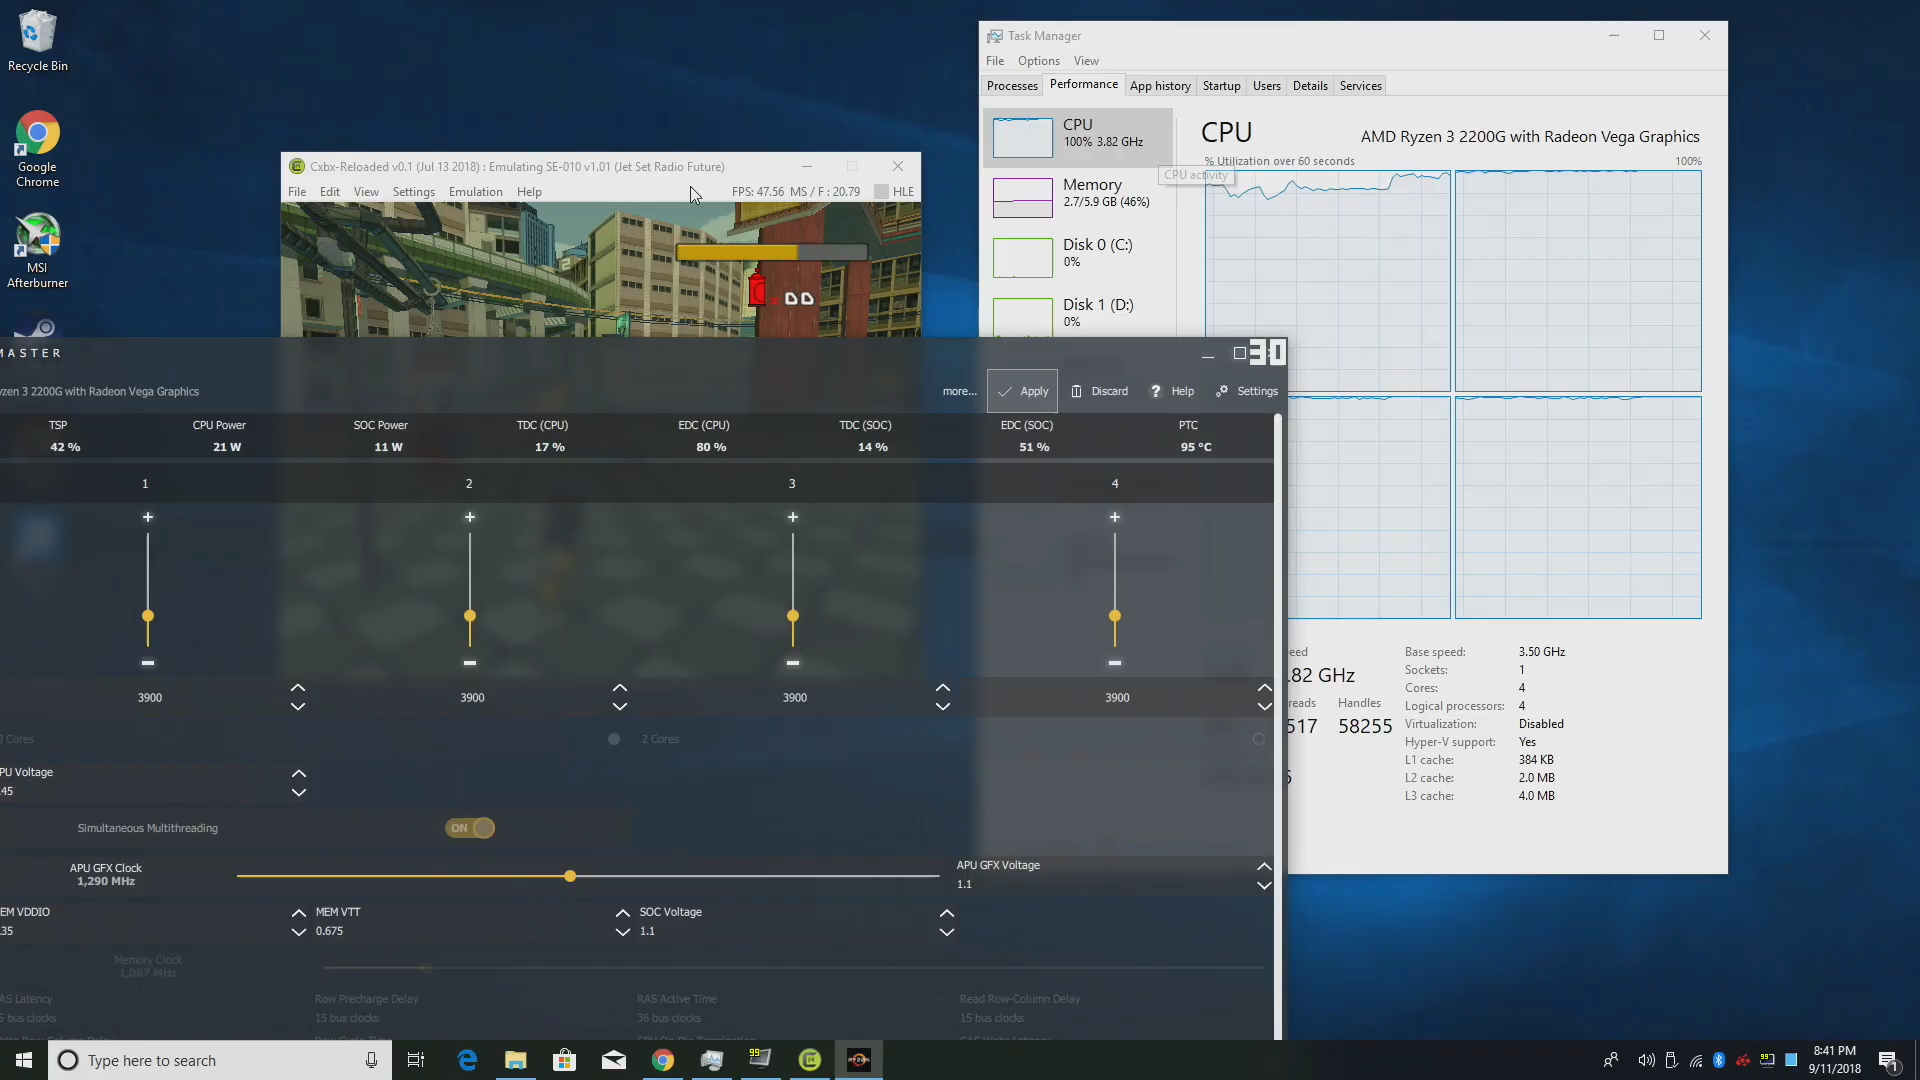 Recycle Bin
Google
Chrome
MSI
Afterburner
Cxbx-Reloaded v0.1 (Jul 13 2018) : Emulating SE-010 v1.01 (Jet Set Radio Future)
File Edit View Settings Emulation Help
FPS: 47.56 MS / F : 20.79 HLE
Task Manager
File Options View
Processes Performance App history Startup Users Details Services
CPU
100% 3.82 GHz
Memory
2.7/5.9 GB (46%)
Disk 0 (C:)
0%
Disk 1 (D:)
0%
CPU
AMD Ryzen 3 2200G with Radeon Vega Graphics
% Utilization over 60 seconds
100%
CPU activity
eed
.82 GHz
reads Handles
517 58255
Base speed: 3.50 GHz
Sockets: 1
Cores: 4
Logical processors: 4
Virtualization: Disabled
Hyper-V support: Yes
L1 cache: 384 KB
L2 cache: 2.0 MB
L3 cache: 4.0 MB
MASTER
30
yzen 3 2200G with Radeon Vega Graphics
more... Apply Discard Help Settings
TSP CPU Power SOC Power TDC (CPU) EDC (CPU) TDC (SOC) EDC (SOC) PTC
42 % 21 W 11 W 17 % 80 % 14 % 51 % 95 °C
1 2 3 4
3900 3900 3900 3900
0 Cores 2 Cores
PU Voltage
.45
Simultaneous Multithreading ON
APU GFX Clock
1,290 MHz
APU GFX Voltage
1.1
EM VDDIO MEM VTT SOC Voltage
.35 0.675 1.1
Memory Clock
1,067 MHz
AS Latency Row Precharge Delay RAS Active Time Read Row-Column Delay
5 bus clocks 15 bus clocks 36 bus clocks 15 bus clocks
Type here to search
99
RYZEN
99
8:41 PM
9/11/2018
1